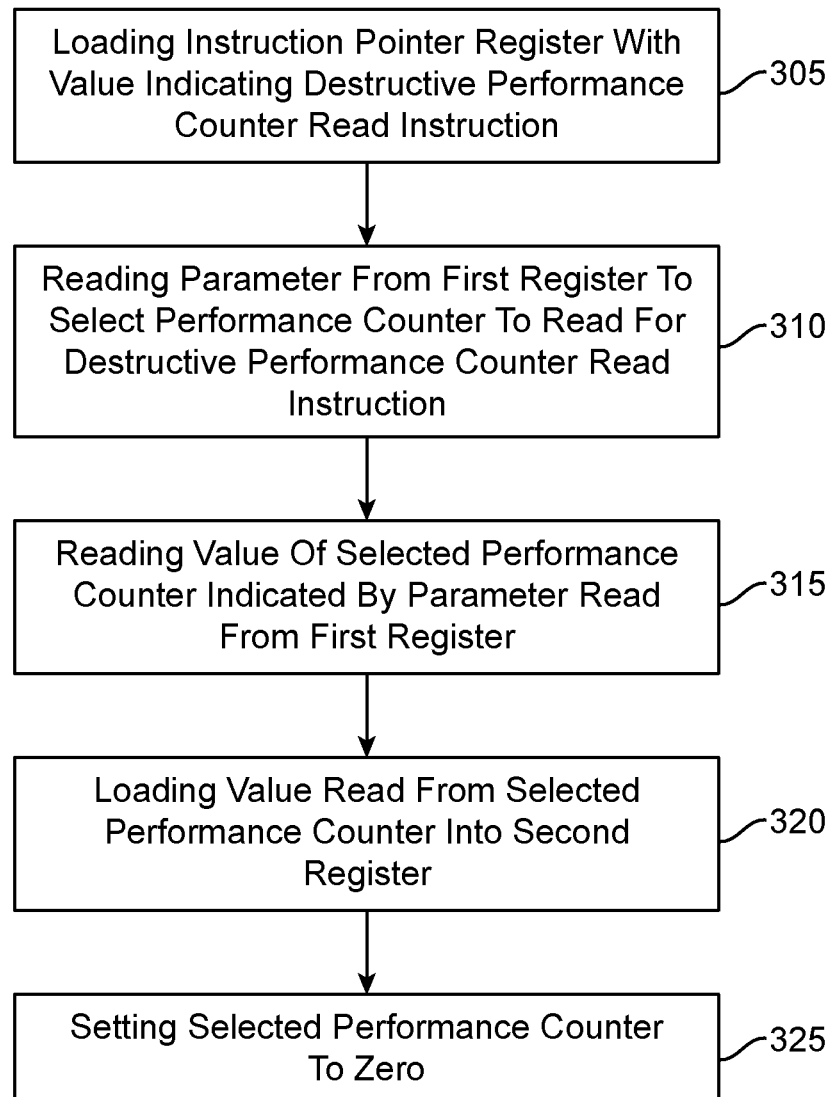 Loading Instruction Pointer Register With
Value Indicating Destructive Performance
Counter Read Instruction
305
Reading Parameter From First Register To
Select Performance Counter To Read For
Destructive Performance Counter Read
Instruction
310
Reading Value Of Selected Performance
Counter Indicated By Parameter Read
From First Register
315
Loading Value Read From Selected
Performance Counter Into Second
Register
320
Setting Selected Performance Counter
To Zero
325